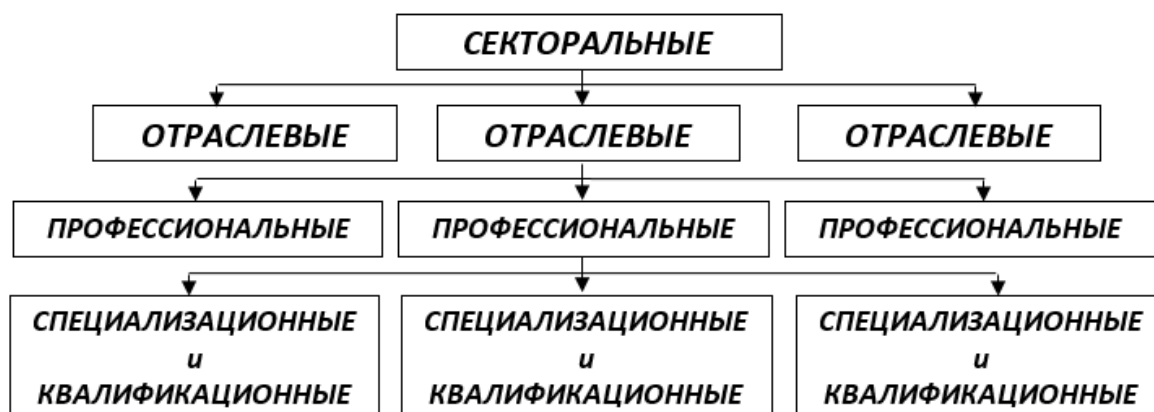 СЕКТОРАЛЬНЫЕ
ОТРАСЛЕВЫЕ ОТРАСЛЕВЫЕ ОТРАСЛЕВЫЕ
ПРОФЕССИОНАЛЬНЫЕ ПРОФЕССИОНАЛЬНЫЕ ПРОФЕССИОНАЛЬНЫЕ
СПЕЦИАЛИЗАЦИОННЫЕ
и
КВАЛИФИКАЦИОННЫЕ
СПЕЦИАЛИЗАЦИОННЫЕ
и
КВАЛИФИКАЦИОННЫЕ
СПЕЦИАЛИЗАЦИОННЫЕ
и
КВАЛИФИКАЦИОННЫЕ